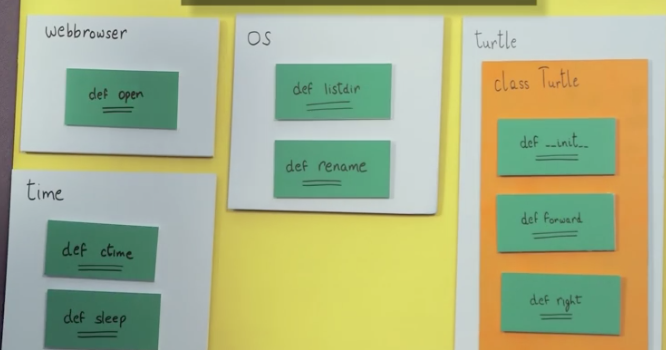 webbrowser
def open
os
def listdir
def rename
turtle
class Turtle
def __init__
def forward
def right
time
def ctime
def sleep